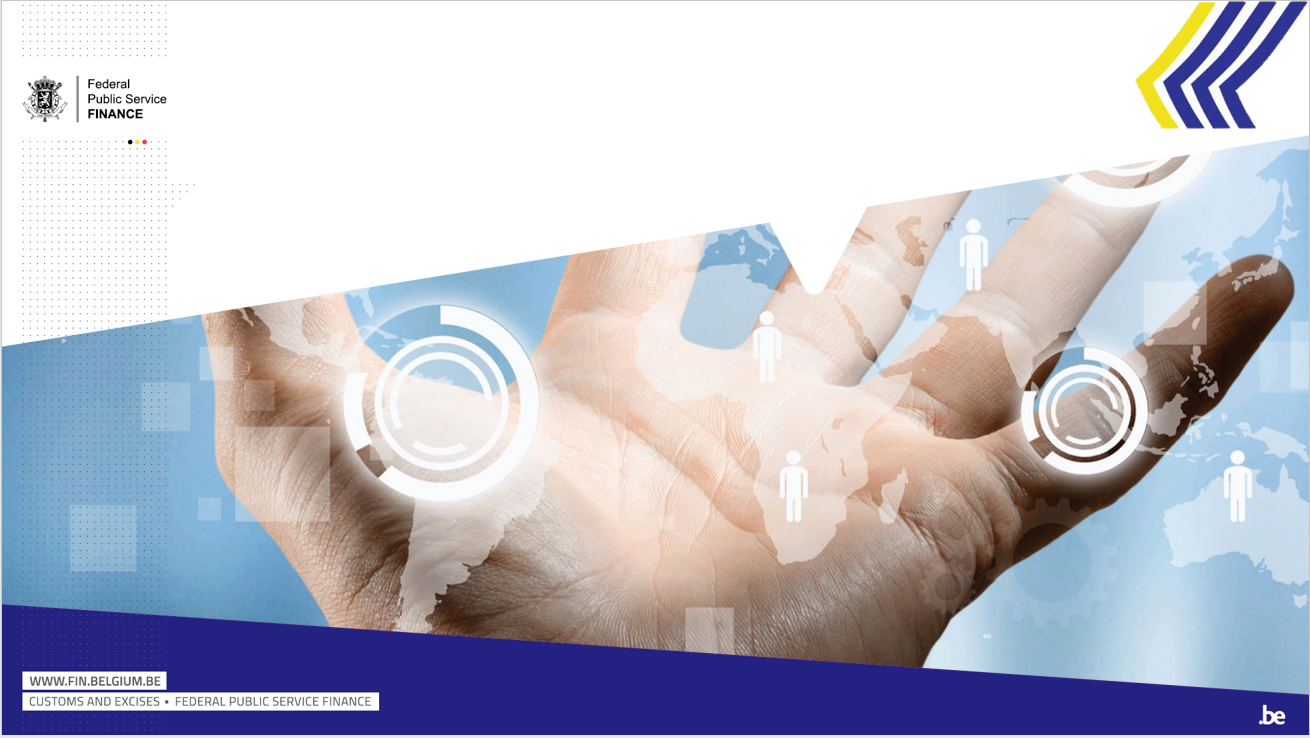 Federal
Public Service
FINANCE
WWW.FIN.BELGIUM.BE
CUSTOMS AND EXCISES • FEDERAL PUBLIC SERVICE FINANCE
.be